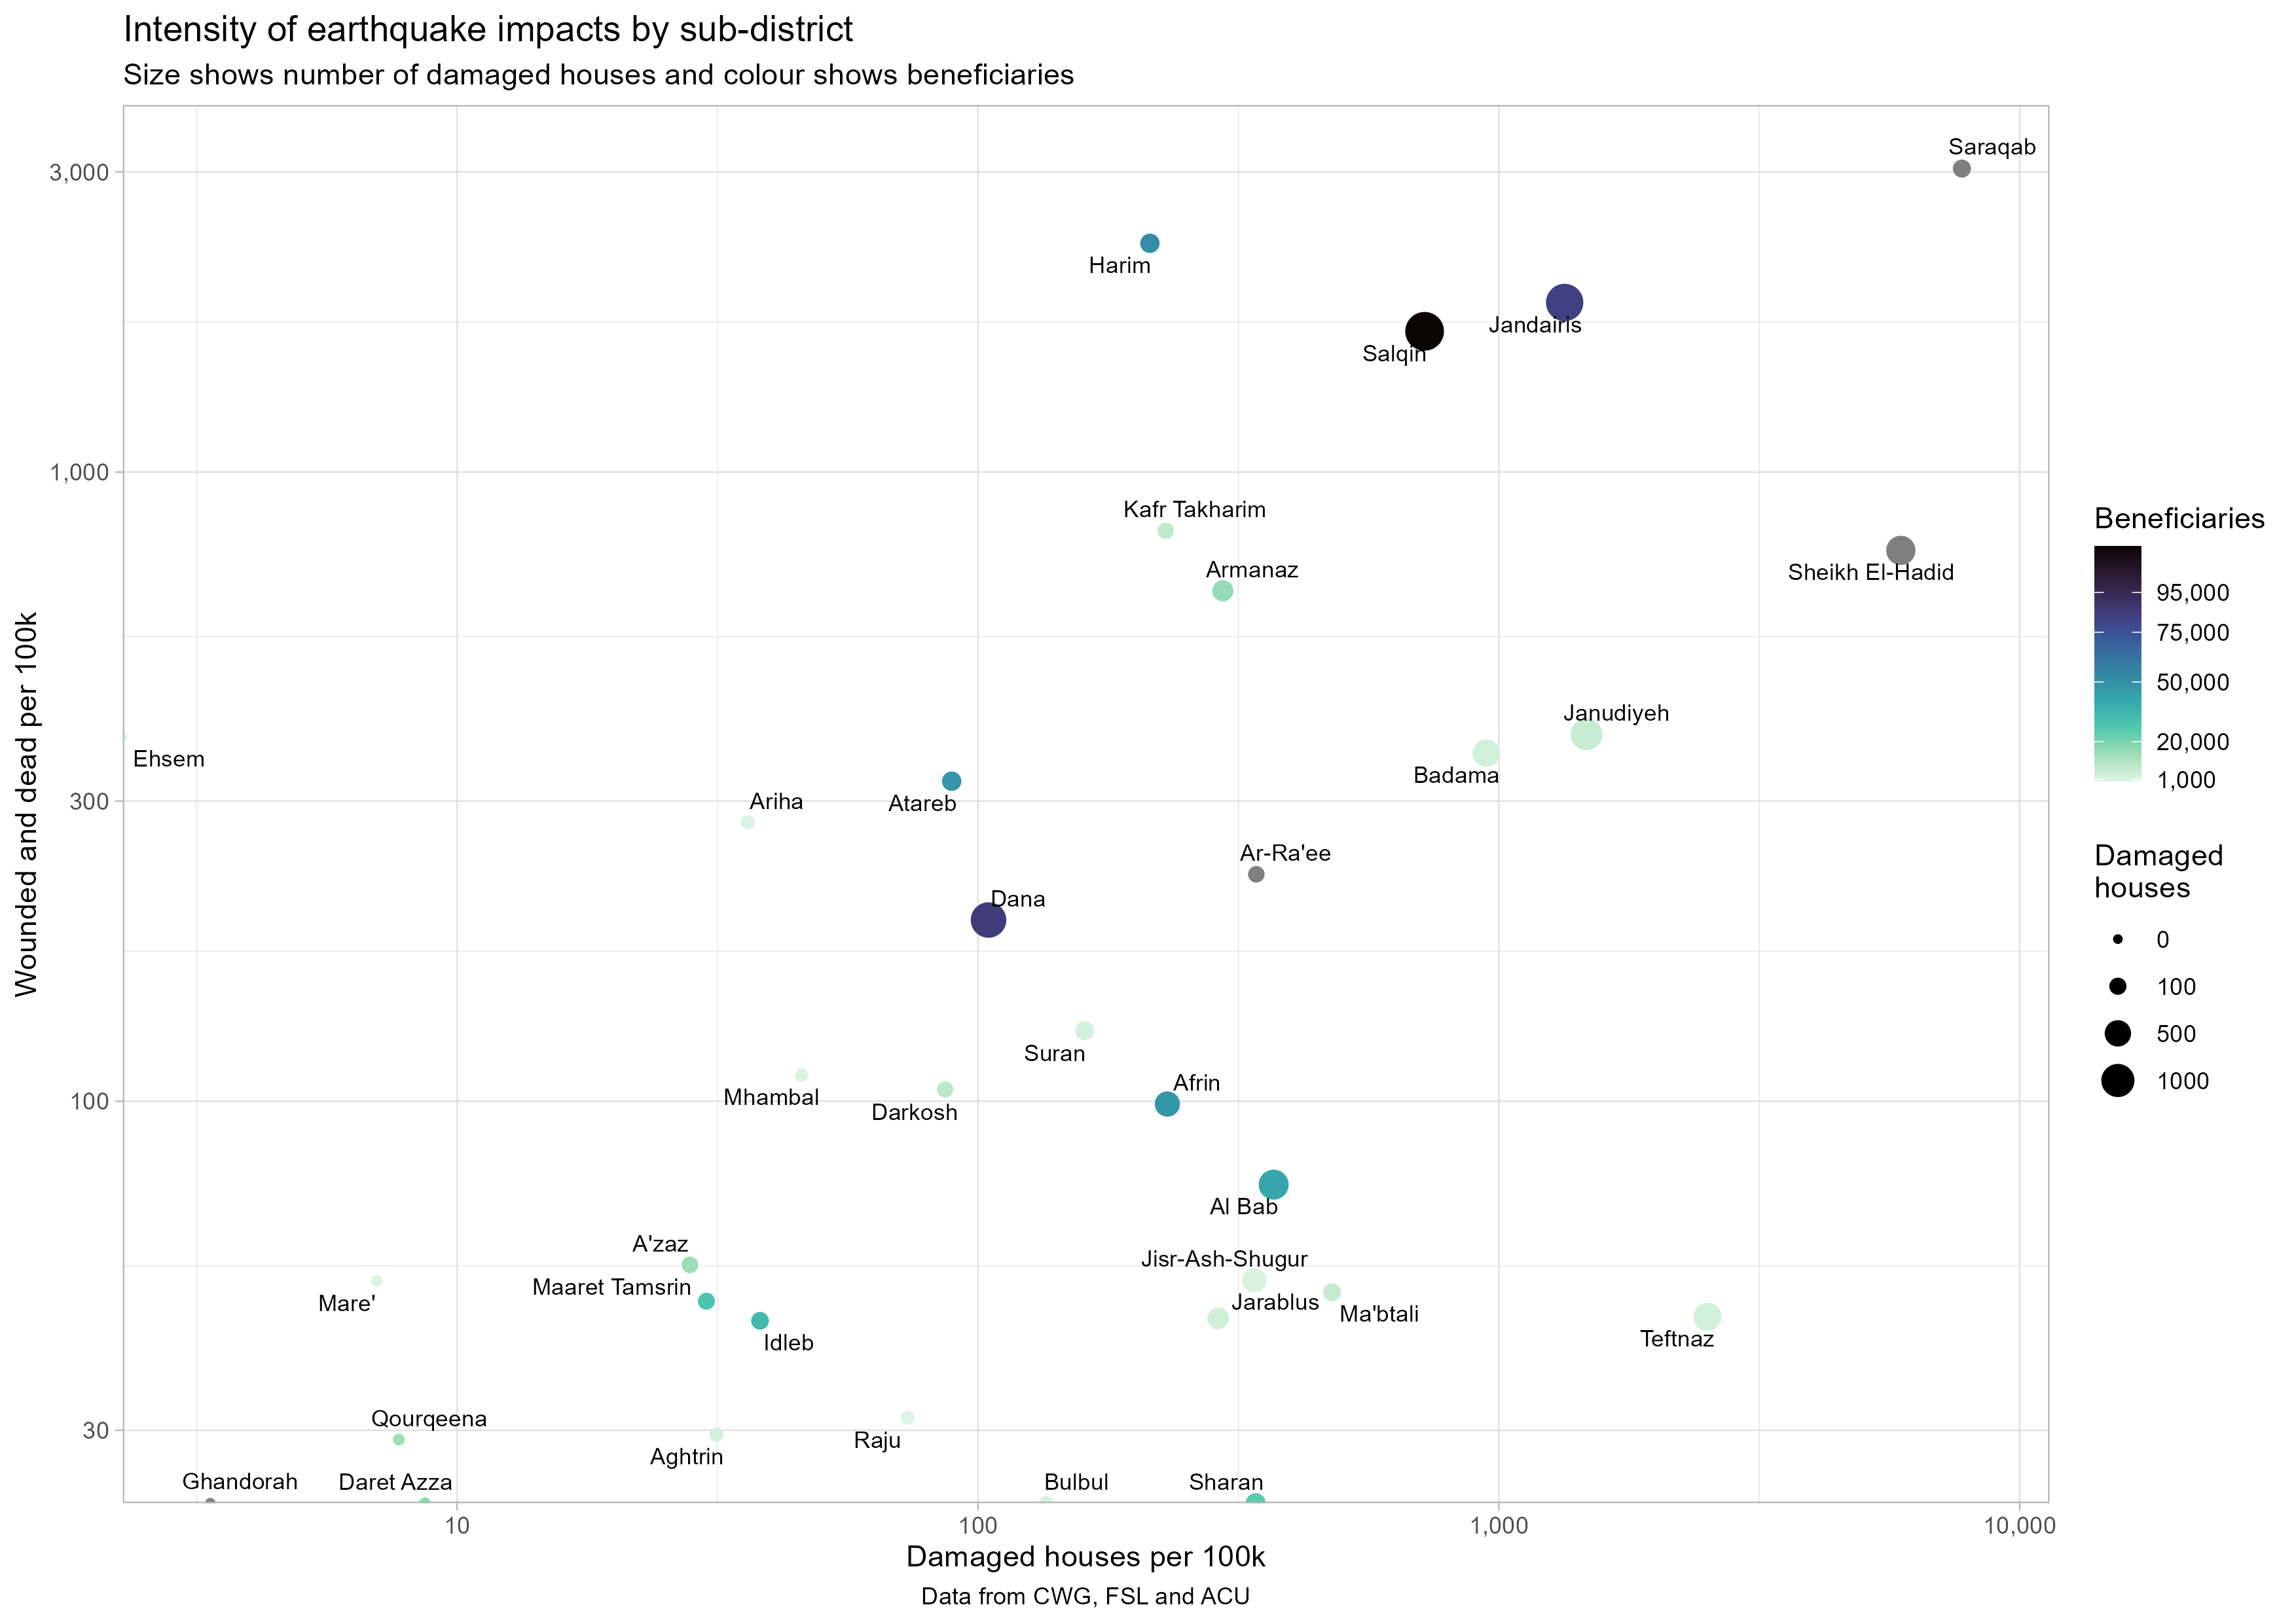 Intensity of earthquake impacts by sub-district
Size shows number of damaged houses and colour shows beneficiaries
Wounded and dead per 100k
3,000
1,000
300
100
30
Saraqab
Harim
Jandairis
Salqin
Kafr Takharim
Armanaz
Sheikh El-Hadid
Janudiyeh
Ehsem
Badama
Ariha
Atareb
Ar-Ra'ee
Dana
Suran
Afrin
Mhambal
Darkosh
Al Bab
A'zaz
Jisr-Ash-Shugur
Maaret Tamsrin
Mare'
Jarablus
Ma'btali
Idleb
Teftnaz
Qourqeena
Raju
Aghtrin
Ghandorah
Daret Azza
Bulbul
Sharan
10
100
1,000
10,000
Damaged houses per 100k
Data from CWG, FSL and ACU
Beneficiaries
95,000
75,000
50,000
20,000
1,000
Damaged
houses
0
100
500
1000